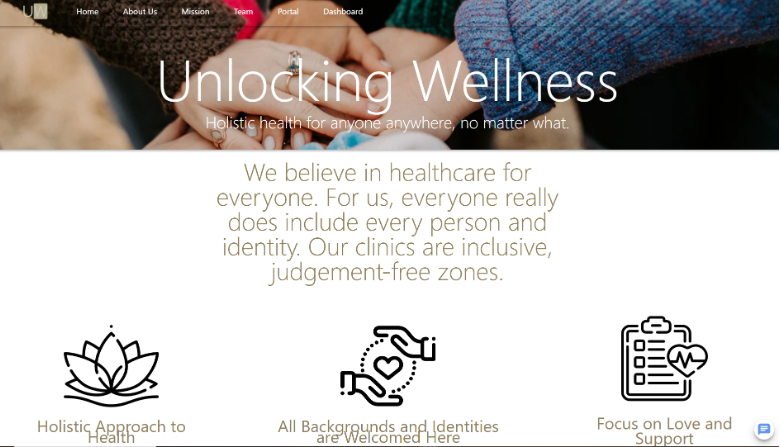 UW
Home About Us Mission Team Portal Dashboard
Unlocking Wellness
Holistic health for anyone anywhere, no matter what.
We believe in healthcare for
everyone. For us, everyone really
does include every person and
identity. Our clinics are inclusive,
judgement-free zones.
Holistic Approach to
Health
All Backgrounds and Identities
are Welcomed Here
Focus on Love and
Support